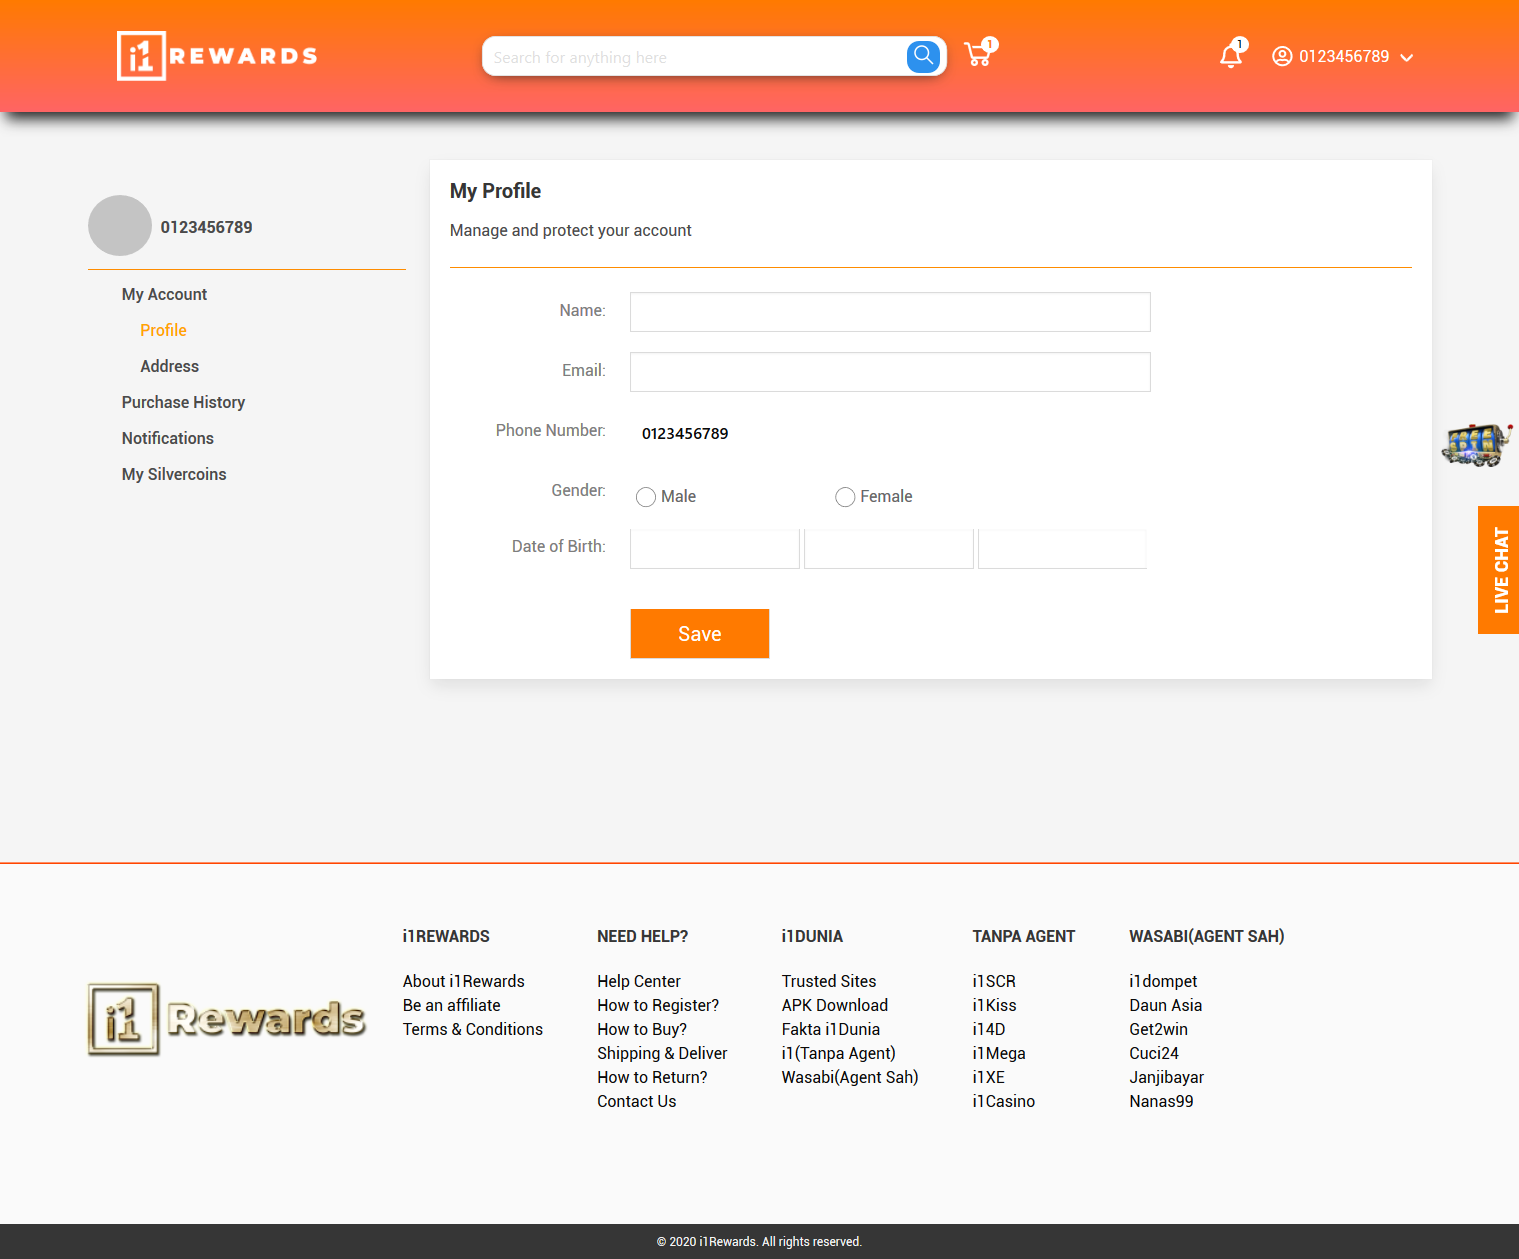 i1 REWARDS
Search for anything here
1
1
0123456789
0123456789
My Account
Profile
Address
Purchase History
Notifications
My Silvercoins
My Profile
Manage and protect your account
Name:
Email:
Phone Number: 0123456789
Gender: Male Female
Date of Birth:
Save
LIVE CHAT
i1 Rewards
i1REWARDS
About i1Rewards
Be an affiliate
Terms & Conditions
NEED HELP?
Help Center
How to Register?
How to Buy?
Shipping & Deliver
How to Return?
Contact Us
i1DUNIA
Trusted Sites
APK Download
Fakta i1Dunia
i1(Tanpa Agent)
Wasabi(Agent Sah)
TANPA AGENT
i1SCR
i1Kiss
i14D
i1Mega
i1XE
i1Casino
WASABI(AGENT SAH)
i1dompet
Daun Asia
Get2win
Cuci24
Janjibayar
Nanas99
© 2020 i1Rewards. All rights reserved.